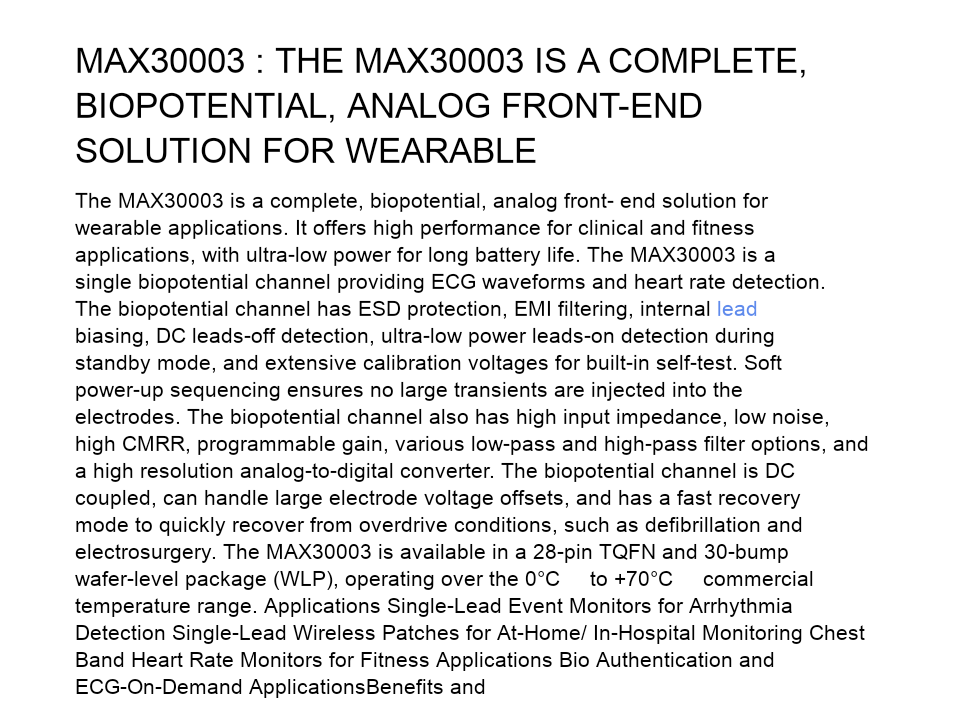 MAX30003 : THE MAX30003 IS A COMPLETE,
BIOPOTENTIAL, ANALOG FRONT-END
SOLUTION FOR WEARABLE
The MAX30003 is a complete, biopotential, analog front- end solution for
wearable applications. It offers high performance for clinical and fitness
applications, with ultra-low power for long battery life. The MAX30003 is a
single biopotential channel providing ECG waveforms and heart rate detection.
The biopotential channel has ESD protection, EMI filtering, internal lead
biasing, DC leads-off detection, ultra-low power leads-on detection during
standby mode, and extensive calibration voltages for built-in self-test. Soft
power-up sequencing ensures no large transients are injected into the
electrodes. The biopotential channel also has high input impedance, low noise,
high CMRR, programmable gain, various low-pass and high-pass filter options, and
a high resolution analog-to-digital converter. The biopotential channel is DC
coupled, can handle large electrode voltage offsets, and has a fast recovery
mode to quickly recover from overdrive conditions, such as defibrillation and
electrosurgery. The MAX30003 is available in a 28-pin TQFN and 30-bump
wafer-level package (WLP), operating over the 0°C to +70°C commercial
temperature range. Applications Single-Lead Event Monitors for Arrhythmia
Detection Single-Lead Wireless Patches for At-Home/ In-Hospital Monitoring Chest
Band Heart Rate Monitors for Fitness Applications Bio Authentication and
ECG-On-Demand ApplicationsBenefits and